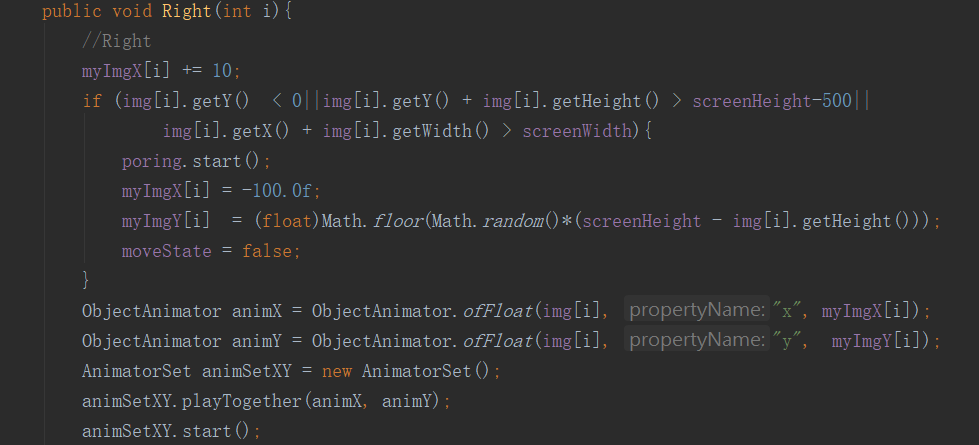 public void Right(int i){
//Right
myImgX[i] += 10;
if (img[i].getY()  < 0||img[i].getY() + img[i].getHeight() > screenHeight-500||
img[i].getX() + img[i].getWidth() > screenWidth){
poring.start();
myImgX[i] = -100.0f;
myImgY[i]  = (float)Math.floor(Math.random()*(screenHeight - img[i].getHeight()));
moveState = false;
}
ObjectAnimator animX = ObjectAnimator.ofFloat(img[i], propertyName: "x", myImgX[i]);
ObjectAnimator animY = ObjectAnimator.ofFloat(img[i], propertyName: "y",  myImgY[i]);
AnimatorSet animSetXY = new AnimatorSet();
animSetXY.playTogether(animX, animY);
animSetXY.start();